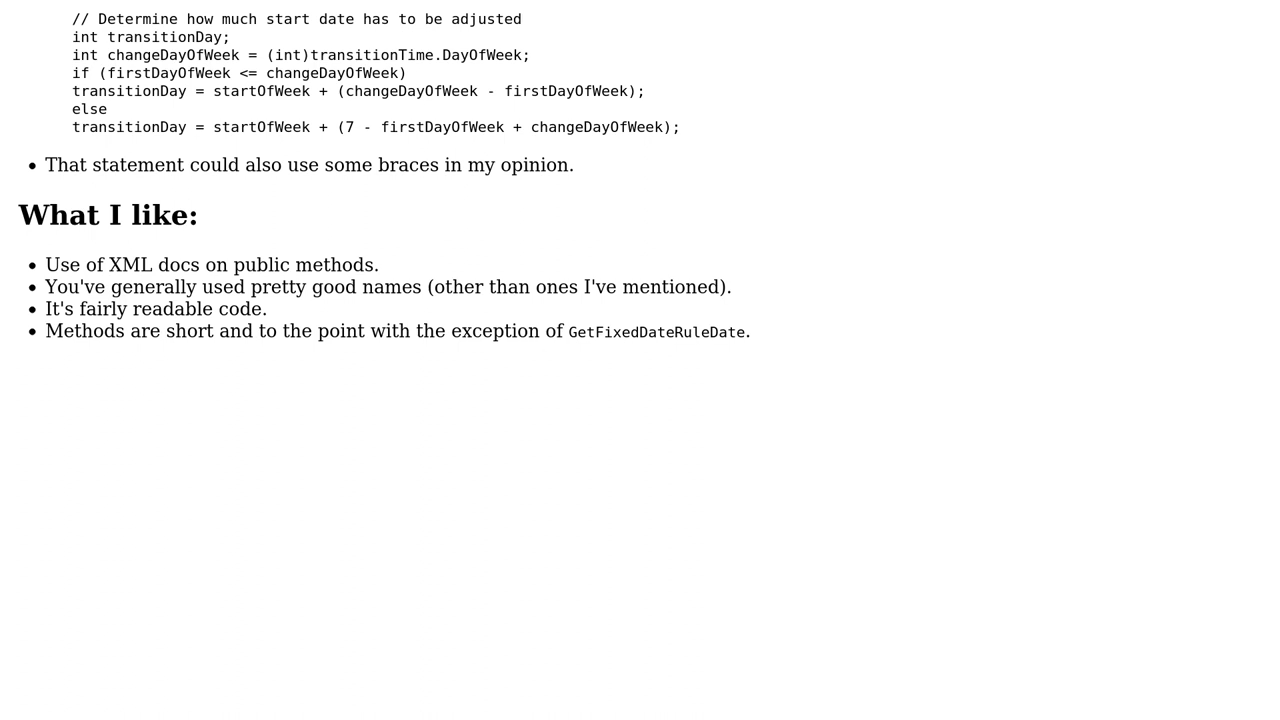 // Determine how much start date has to be adjusted
int transitionDay;
int changeDayOfWeek = (int)transitionTime.DayOfWeek;
if (firstDayOfWeek <= changeDayOfWeek)
transitionDay = startOfWeek + (changeDayOfWeek - firstDayOfWeek);
else
transitionDay = startOfWeek + (7 - firstDayOfWeek + changeDayOfWeek);
• That statement could also use some braces in my opinion.
What I like:
• Use of XML docs on public methods.
• You've generally used pretty good names (other than ones I've mentioned).
• It's fairly readable code.
• Methods are short and to the point with the exception of GetFixedDateRuleDate.